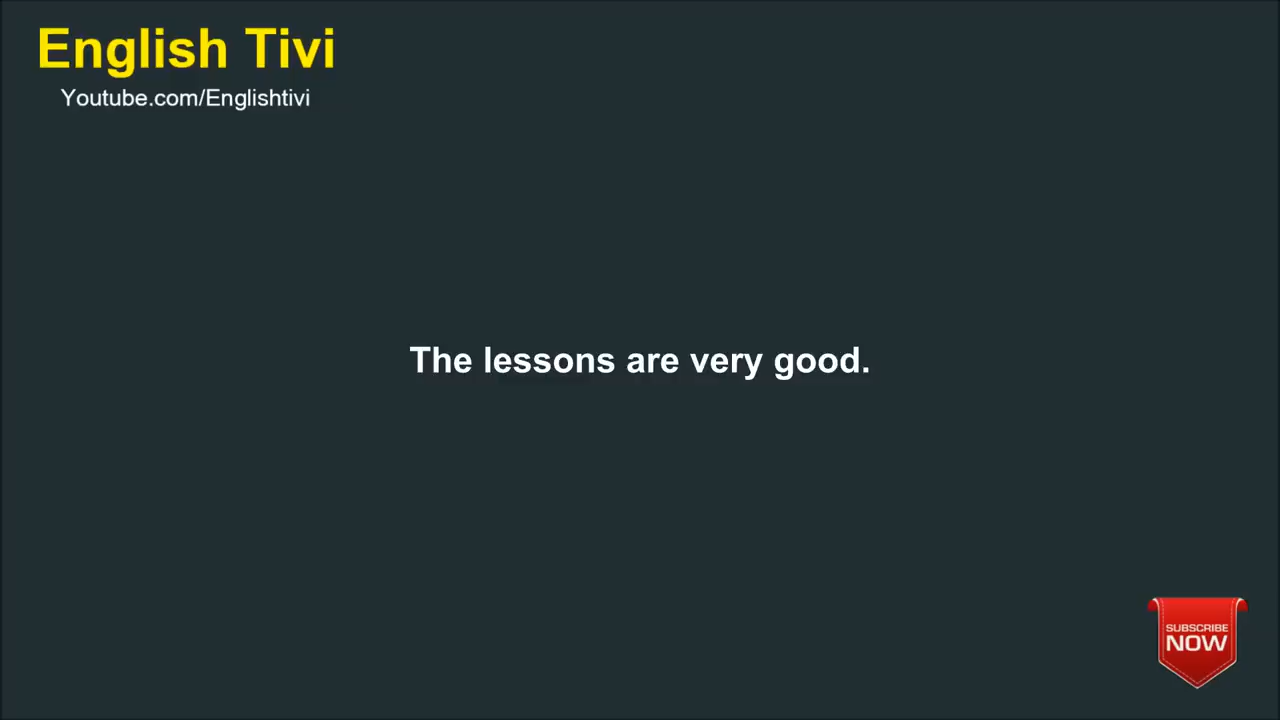 English Tivi
Youtube.com/Englishtivi
The lessons are very good.
SUBSCRIBE
NOW